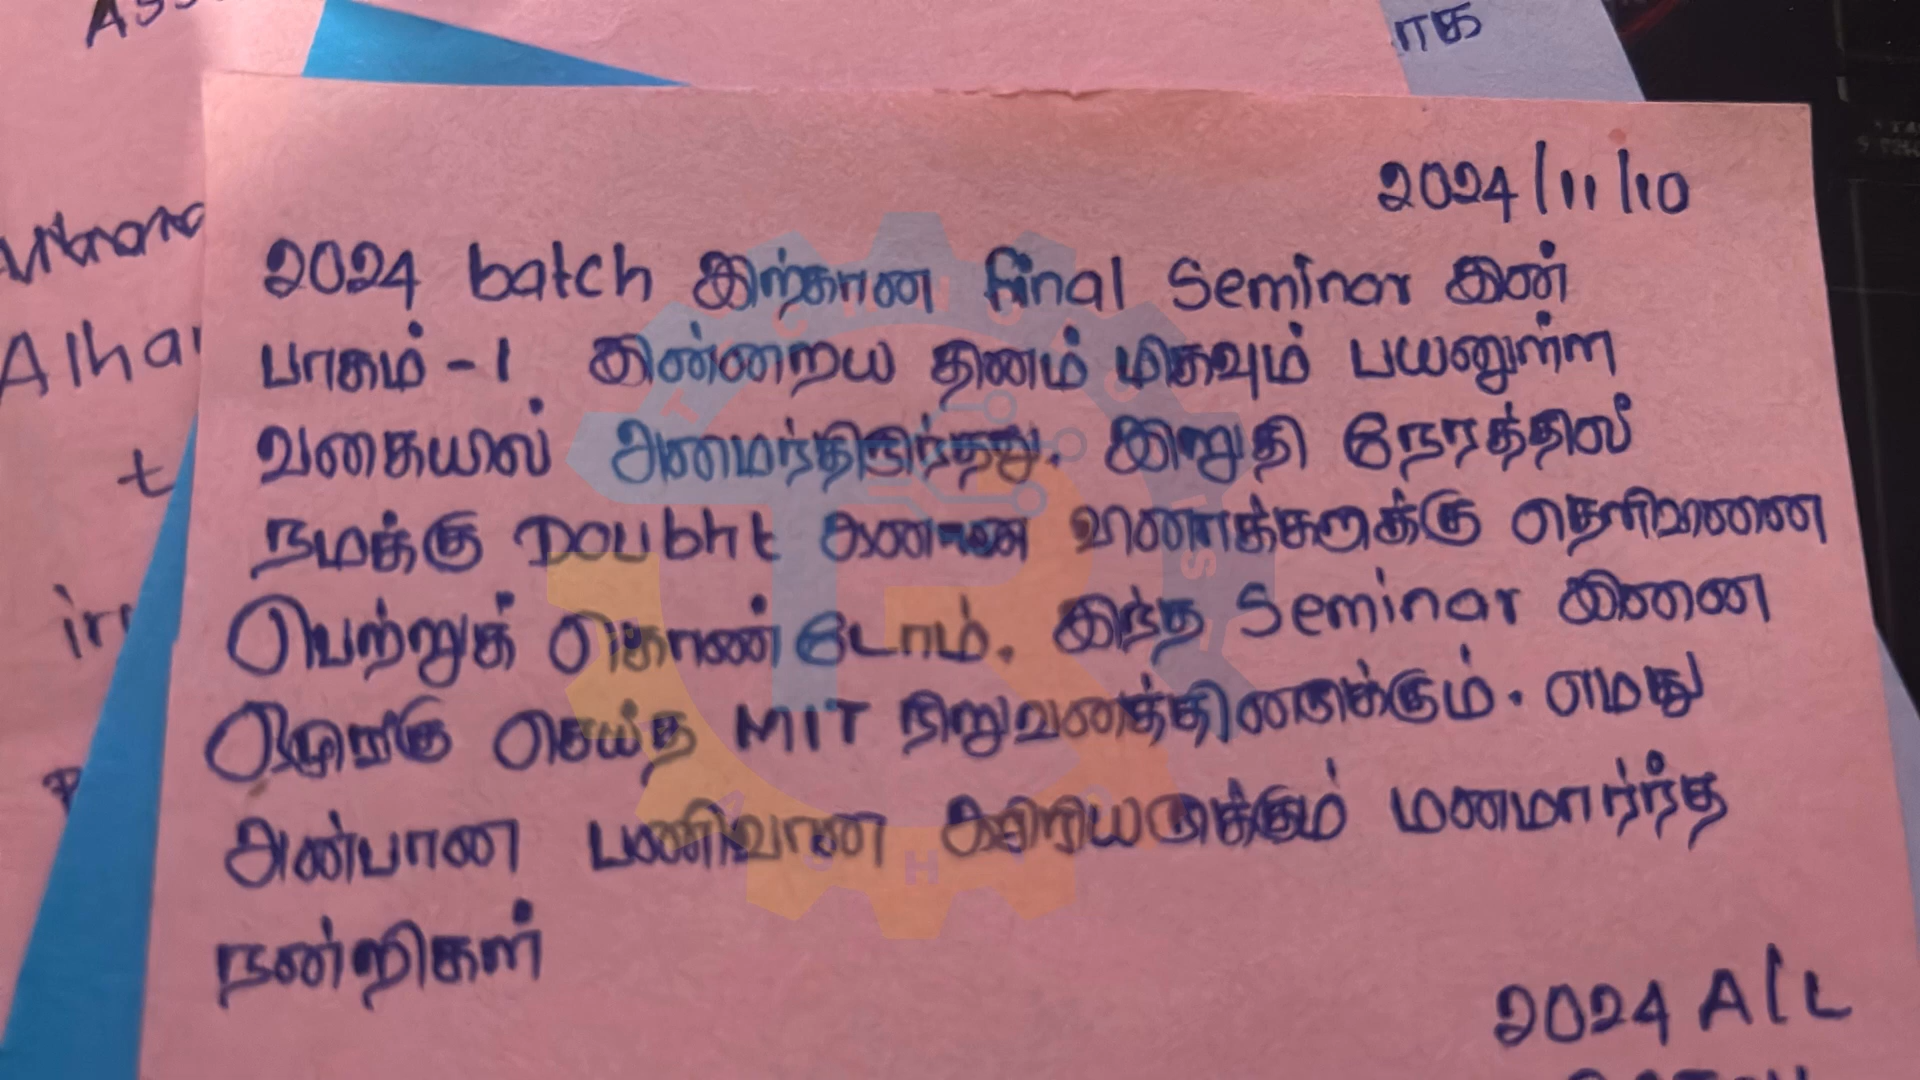 2024/11/10
2024 batch இற்கான final Seminar இன்
பாகம் - 1 இன்றைய தினம் மிகவும் பயனுள்ள
வகையில் அமைந்திருந்தது. இறுதி நேரத்தில்
நமக்கு Doubht வினாக்களுக்கு தெளிவினை
பெற்றுக் கொண்டோம். இந்த Seminar இனை
செய்த MIT நிறுவனத்தினருக்கும். எமது
அன்பான பணிவான ஆசிரியருக்கும் மனமார்ர்ந்த
நன்றிகள்
2024 A/L